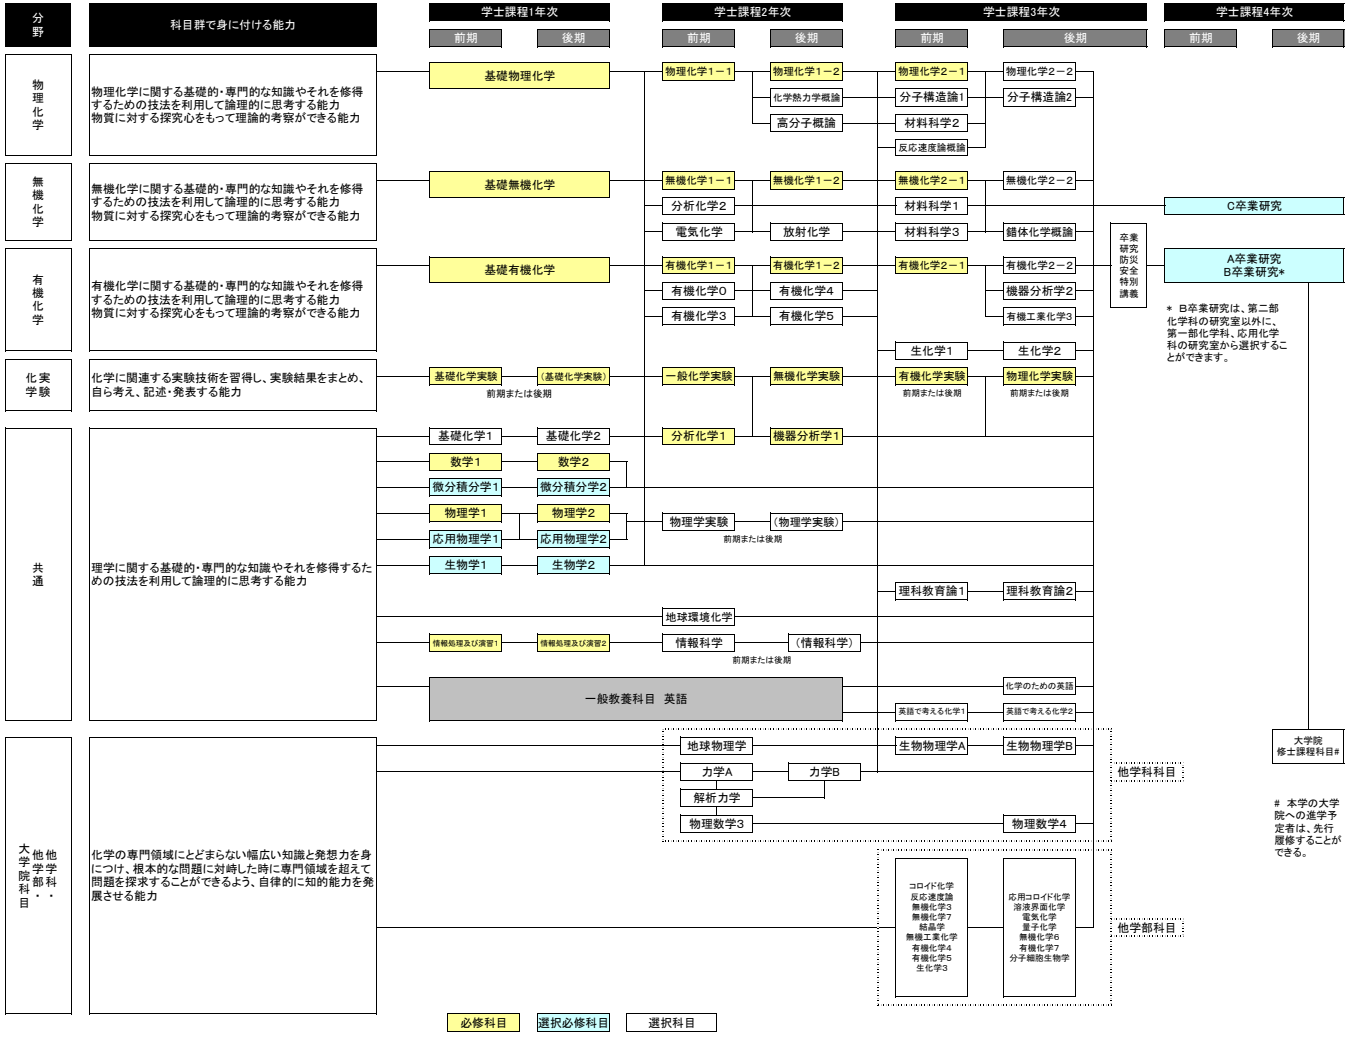 分野
科目群で身に付ける能力
学士課程1年次
学士課程2年次
学士課程3年次
学士課程4年次
前期
後期
前期
後期
前期
後期
前期
後期
物理化学
物理化学に関する基礎的・専門的な知識やそれを修得
するための技法を利用して論理的に思考する能力
物質に対する探究心をもって理論的考察ができる能力
基礎物理化学
物理化学1－1
物理化学1－2
物理化学2－1
物理化学2－2
化学熱力学概論
分子構造論1
分子構造論2
高分子概論
材料科学2
反応速度論概論
無機化学
無機化学に関する基礎的・専門的な知識やそれを修得
するための技法を利用して論理的に思考する能力
物質に対する探究心をもって理論的考察ができる能力
基礎無機化学
無機化学1－1
無機化学1－2
無機化学2－1
無機化学2－2
分析化学2
材料科学1
C卒業研究
電気化学
放射化学
材料科学3
錯体化学概論
卒業
研究
防災
安全
特別
講義
有機化学
有機化学に関する基礎的・専門的な知識やそれを修得
するための技法を利用して論理的に思考する能力
物質に対する探究心をもって理論的考察ができる能力
基礎有機化学
有機化学1－1
有機化学1－2
有機化学2－1
有機化学2－2
A卒業研究
B卒業研究*
有機化学0
有機化学4
機器分析化学2
有機化学3
有機化学5
有機工業化学3
* B卒業研究は、第二部
化学科の研究室以外に、
第一部化学科、応用化学
科の研究室から選択するこ
とができます。
生化学1
生化学2
化学実験
化学に関連する実験技術を習得し、実験結果をまとめ、
自ら考え、記述・発表する能力
基礎化学実験
(基礎化学実験)
前期または後期
一般化学実験
無機化学実験
有機化学実験
前期または後期
物理化学実験
前期または後期
共通
理学に関する基礎的・専門的な知識やそれを修得するた
めの技法を利用して論理的に思考する能力
基礎化学1
基礎化学2
分析化学1
機器分析学1
数学1
数学2
微分積分学1
微分積分学2
物理学1
物理学2
物理学実験
(物理学実験)
前期または後期
応用物理学1
応用物理学2
生物学1
生物学2
理科教育論1
理科教育論2
地球環境化学
情報処理及び演習1
情報処理及び演習2
情報科学
(情報科学)
前期または後期
一般教養科目 英語
化学のための英語
英語で考える化学1
英語で考える化学2
他学科・他学部・大学院科目
化学の専門領域にとどまらない幅広い知識と発想力を身
につけ、根本的な問題に対峙した時に専門領域を超えて
問題を探求することができるよう、自律的に知的能力を発
展させる能力
地球物理学
生物物理学A
生物物理学B
力学A
力学B
他学科科目
解析力学
物理数学3
物理数学4
大学院
修士課程科目#
# 本学の大学
院への進学予
定者は、先行
履修することが
できる。
コロイド化学
反応速度論
無機化学3
無機化学7
結晶学
無機工業化学
有機化学4
有機化学5
生化学3
応用コロイド化学
溶液界面化学
電気化学
量子化学
無機化学6
有機化学7
分子細胞生物学
他学部科目
必修科目
選択必修科目
選択科目